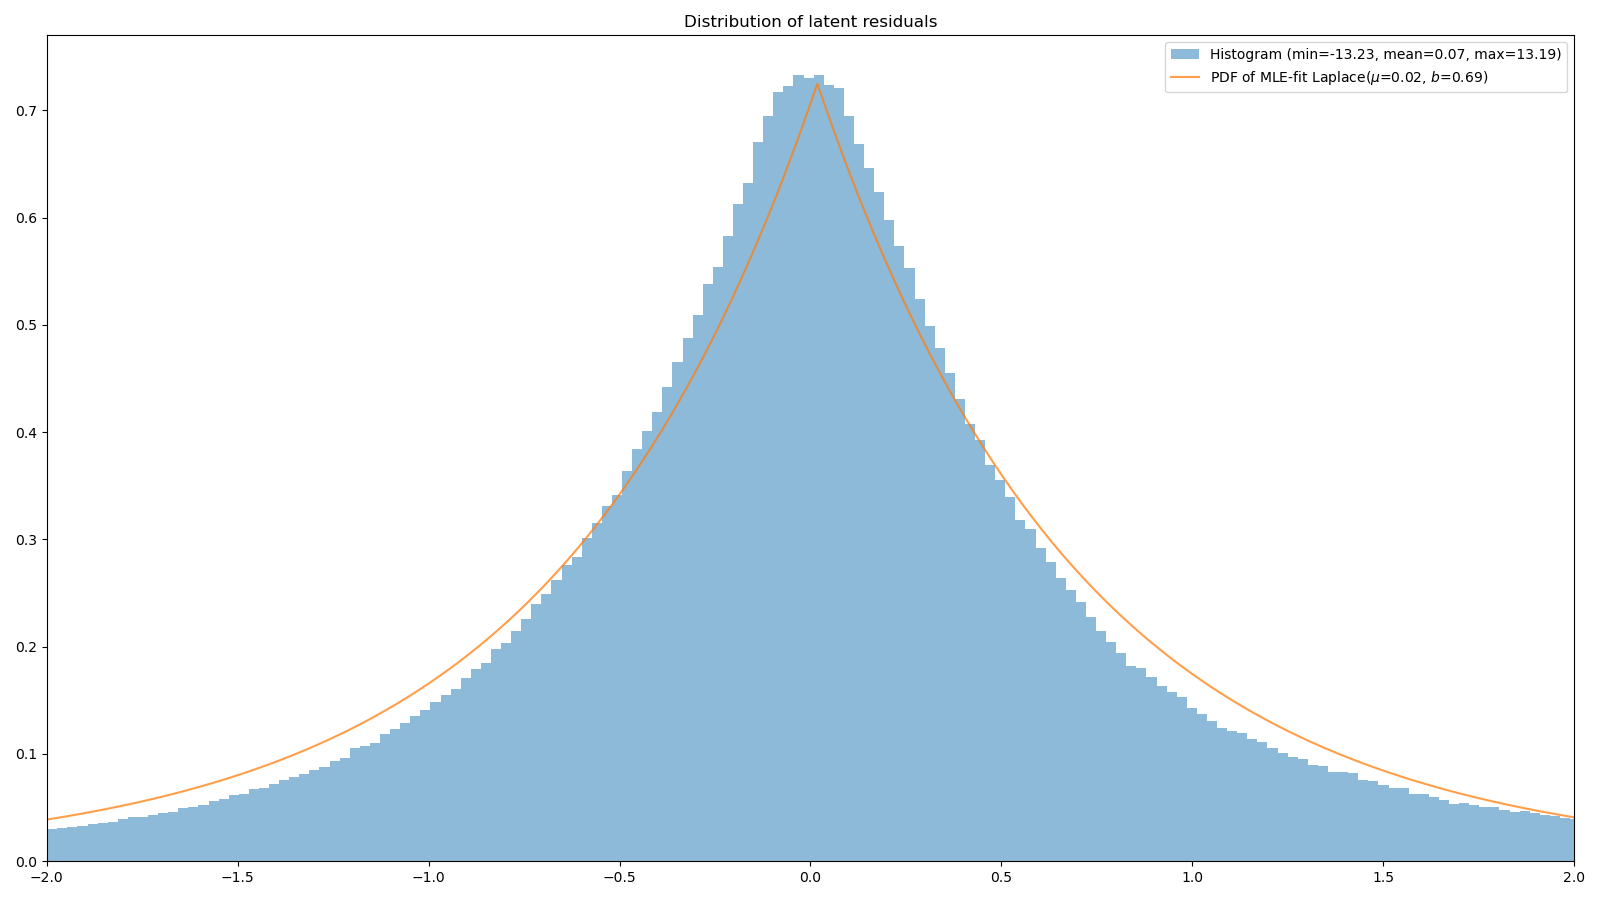 Distribution of latent residuals
Histogram (min=-13.23, mean=0.07, max=13.19)
PDF of MLE-fit Laplace(μ=0.02, b=0.69)
0.7
0.6
0.5
0.4
0.3
0.2
0.1
0.0
−2.0 −1.5 −1.0 −0.5 0.0 0.5 1.0 1.5 2.0